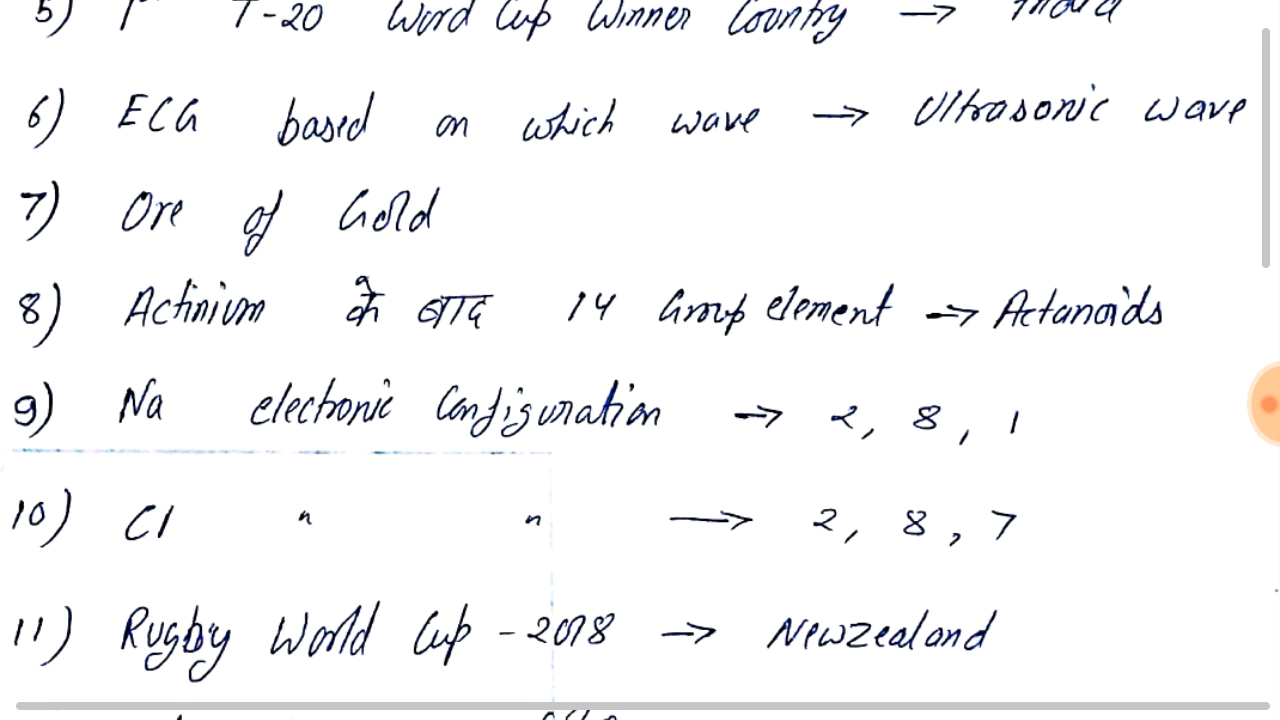 5) 1st T-20 Word Cup Winner Country → India
6) ECG based on which wave → Ultrasonic wave
7) Ore of Gold
8) Actinium के बाद 14 Group element → Actanoids
9) Na electronic Configuration → 2, 8, 1
10) Cl " " → 2, 8, 7
11) Rugby World Cup - 2018 → Newzealand